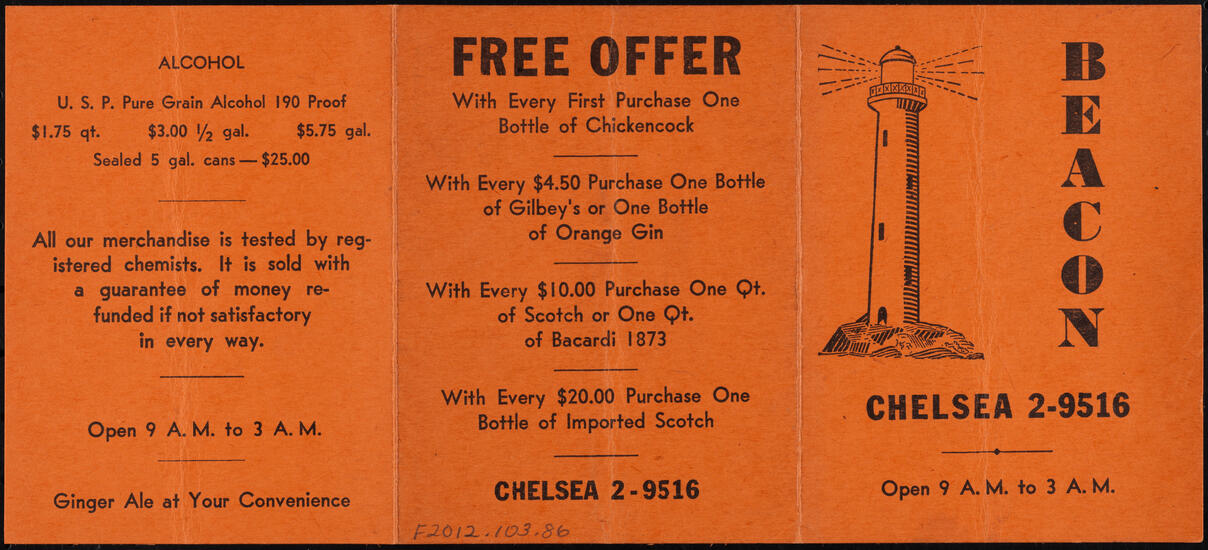 ALCOHOL
U. S. P. Pure Grain Alcohol 190 Proof
$1.75 qt. $3.00 1/2 gal. $5.75 gal.
Sealed 5 gal. cans — $25.00
All our merchandise is tested by reg-
istered chemists. It is sold with
a guarantee of money re-
funded if not satisfactory
in every way.
Open 9 A. M. to 3 A. M.
Ginger Ale at Your Convenience
FREE OFFER
With Every First Purchase One
Bottle of Chickencock
With Every $4.50 Purchase One Bottle
of Gilbey's or One Bottle
of Orange Gin
With Every $10.00 Purchase One Qt.
of Scotch or One Qt.
of Bacardi 1873
With Every $20.00 Purchase One
Bottle of Imported Scotch
CHELSEA 2-9516
F2012.103.86
BEACON
CHELSEA 2-9516
Open 9 A. M. to 3 A. M.